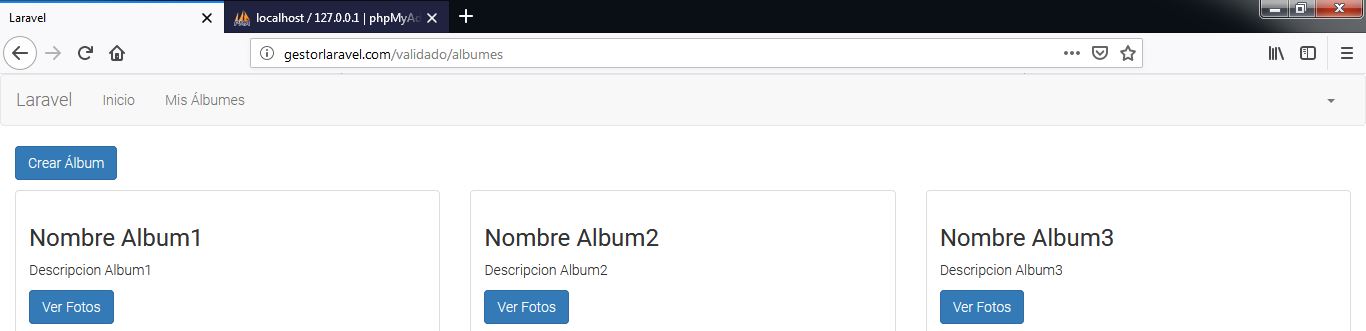 Laravel
localhost / 127.0.0.1 | phpMyAd
gestorlaravel.com/validado/albumes
Laravel Inicio Mis Álbumes
Crear Álbum
Nombre Album1
Descripcion Album1
Ver Fotos
Nombre Album2
Descripcion Album2
Ver Fotos
Nombre Album3
Descripcion Album3
Ver Fotos